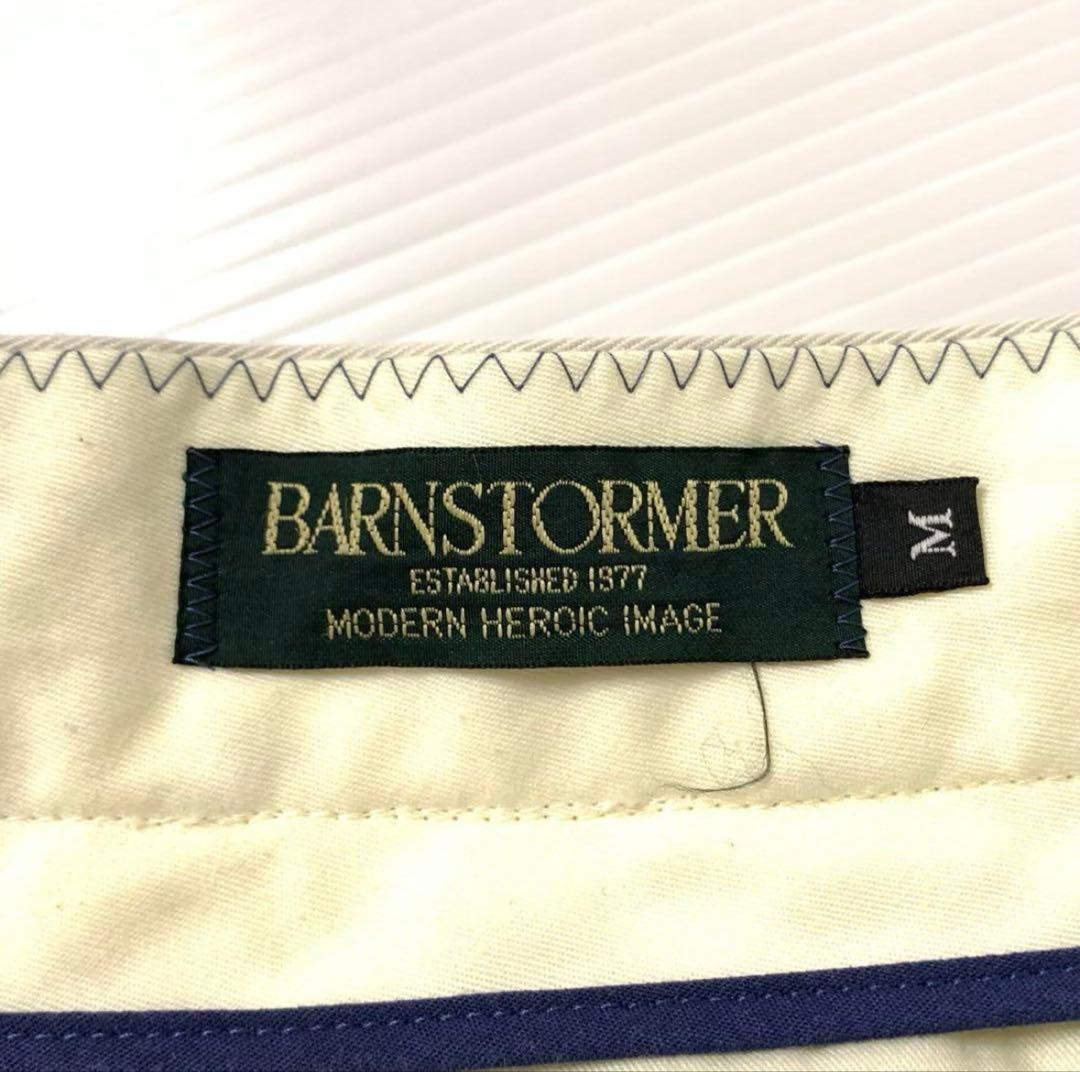 BARNSTORMER
ESTABLISHED 1977
MODERN HEROIC IMAGE
M